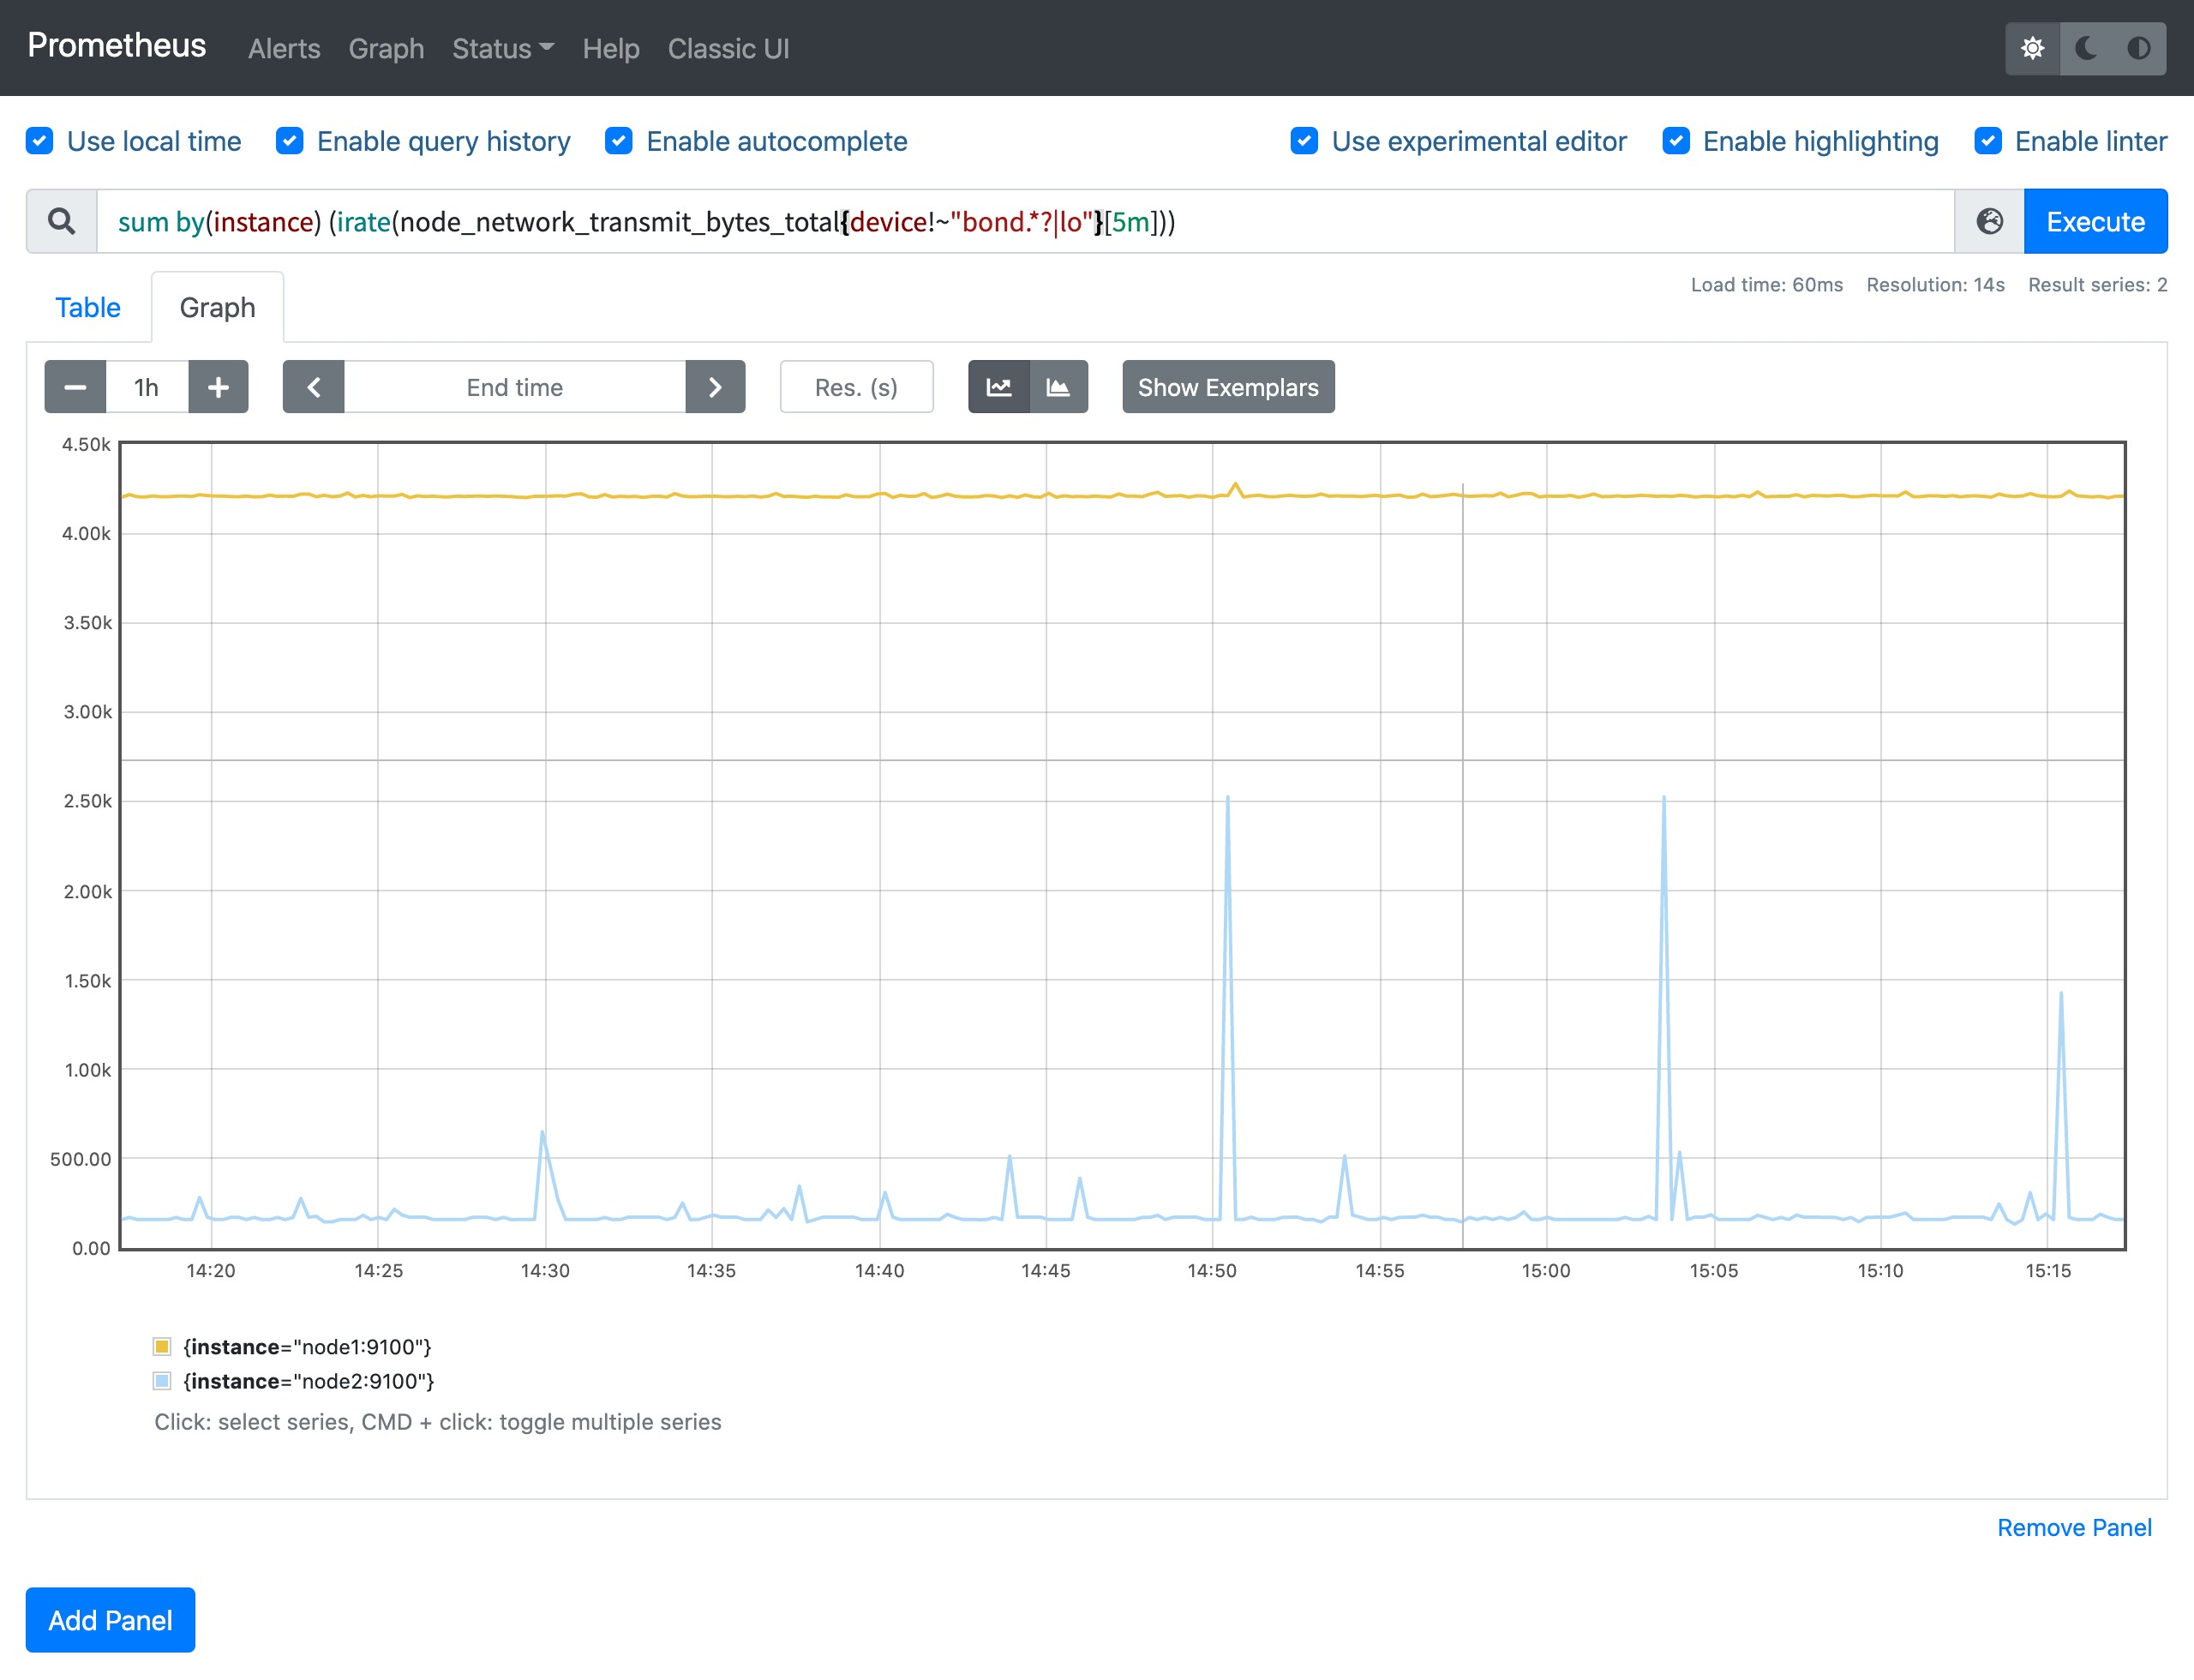 Prometheus Alerts Graph Status Help Classic UI
Use local time Enable query history Enable autocomplete Use experimental editor Enable highlighting Enable linter
sum by(instance) (irate(node_network_transmit_bytes_total{device!~"bond.*?|lo"}[5m])) Execute
Load time: 60ms Resolution: 14s Result series: 2
Table Graph
1h End time Res. (s) Show Exemplars
4.50k
4.00k
3.50k
3.00k
2.50k
2.00k
1.50k
1.00k
500.00
0.00
14:20 14:25 14:30 14:35 14:40 14:45 14:50 14:55 15:00 15:05 15:10 15:15
{instance="node1:9100"}
{instance="node2:9100"}
Click: select series, CMD + click: toggle multiple series
Remove Panel
Add Panel